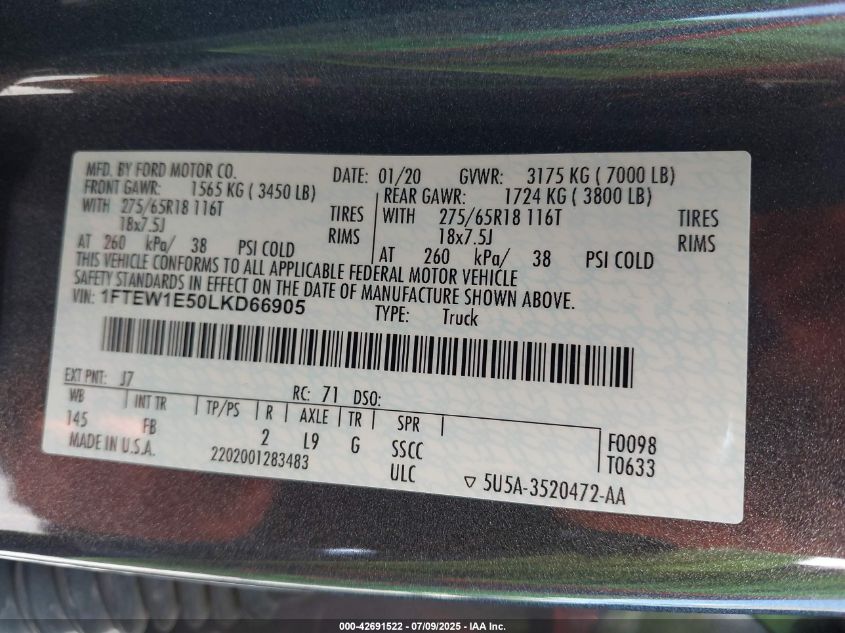 MFD. BY FORD MOTOR CO. DATE: 01/20 GVWR: 3175 KG ( 7000 LB)
FRONT GAWR: 1565 KG ( 3450 LB) REAR GAWR: 1724 KG ( 3800 LB)
WITH 275/65R18 116T TIRES WITH 275/65R18 116T TIRES
18x7.5J RIMS 18x7.5J RIMS
AT 260 kPa/ 38 PSI COLD AT 260 kPa/ 38 PSI COLD
THIS VEHICLE CONFORMS TO ALL APPLICABLE FEDERAL MOTOR VEHICLE
SAFETY STANDARDS IN EFFECT ON THE DATE OF MANUFACTURE SHOWN ABOVE.
VIN: 1FTEW1E50LKD66905 TYPE: Truck
EXT PNT: J7 RC: 71 DSO:
WB INT TR TP/PS R AXLE TR SPR F0098
145 FB 2 L9 G SSCC T0633
MADE IN U.S.A. 2202001283483 ULC ▽ 5U5A-3520472-AA
000-42691522 / 07/09/2025 - IAA Inc.